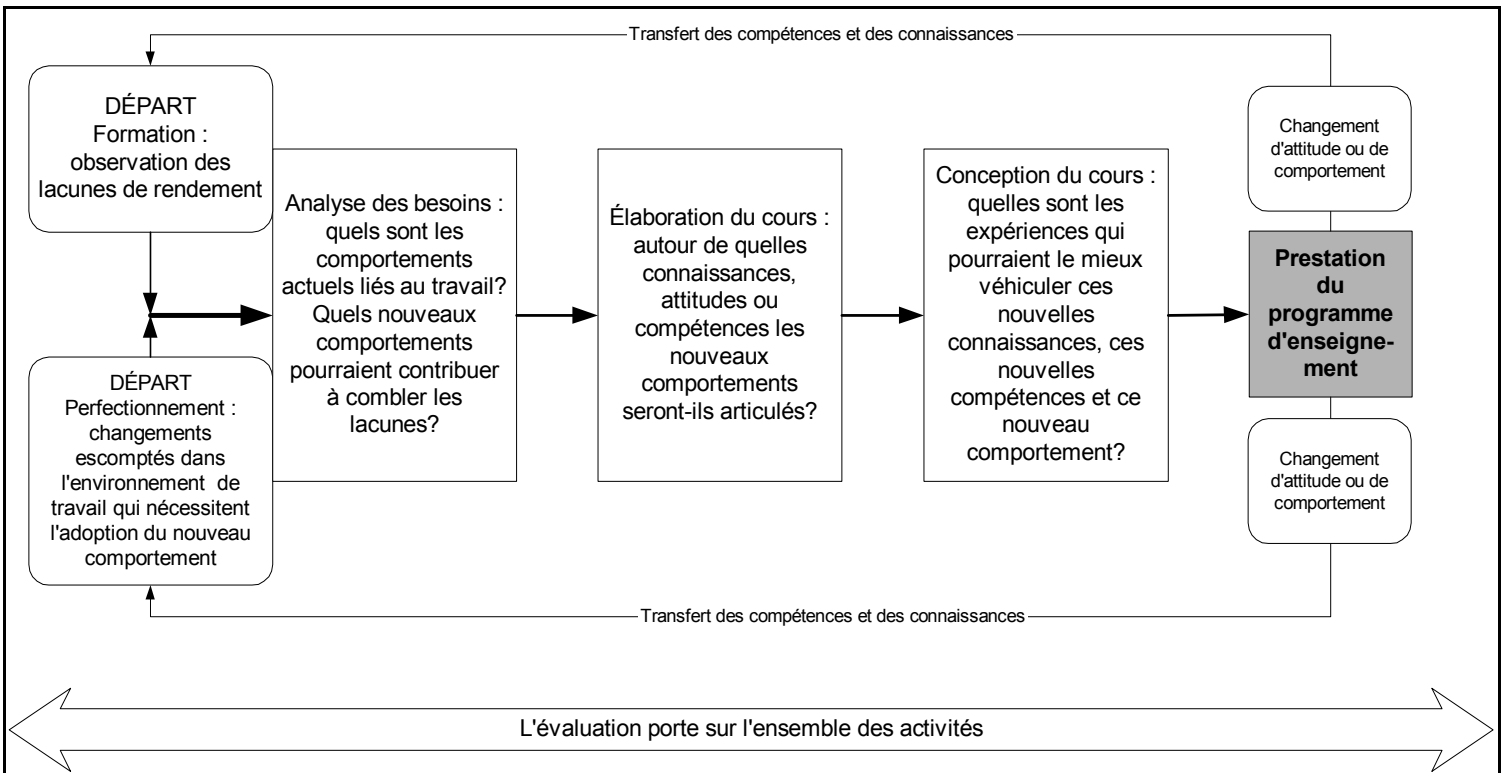 Transfert des compétences et des connaissances
DÉPART
Formation :
observation des
lacunes de rendement
DÉPART
Perfectionnement :
changements
escomptés dans
l'environnement de
travail qui nécessitent
l'adoption du nouveau
comportement
Analyse des besoins :
quels sont les
comportements
actuels liés au travail?
Quels nouveaux
comportements
pourraient contribuer
à combler les
lacunes?
Élaboration du cours :
autour de quelles
connaissances,
attitudes ou
compétences les
nouveaux
comportements
seront-ils articulés?
Conception du cours :
quelles sont les
expériences qui
pourraient le mieux
véhiculer ces
nouvelles
connaissances, ces
nouvelles
compétences et ce
nouveau
comportement?
Changement
d'attitude ou de
comportement
Prestation
du
programme
d'enseigne-
ment
Changement
d'attitude ou de
comportement
Transfert des compétences et des connaissances
L'évaluation porte sur l'ensemble des activités